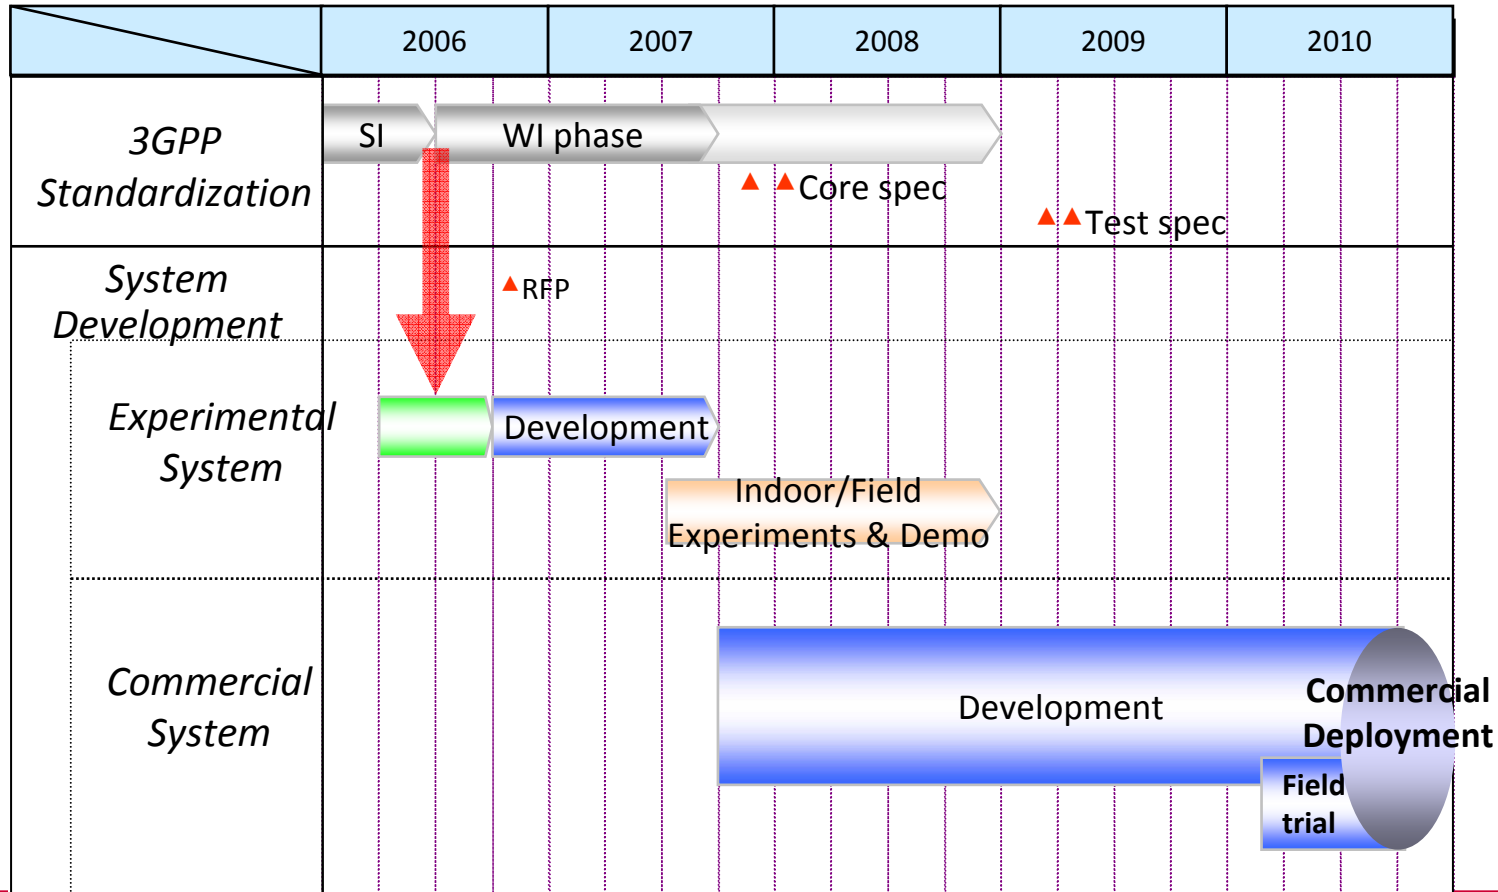 2006 2007 2008 2009 2010
3GPP
Standardization
SI
WI phase
Core spec
Test spec
System
Development
RFP
Experimental
System
Development
Indoor/Field
Experiments & Demo
Commercial
System
Development
Commercial
Deployment
Field
trial